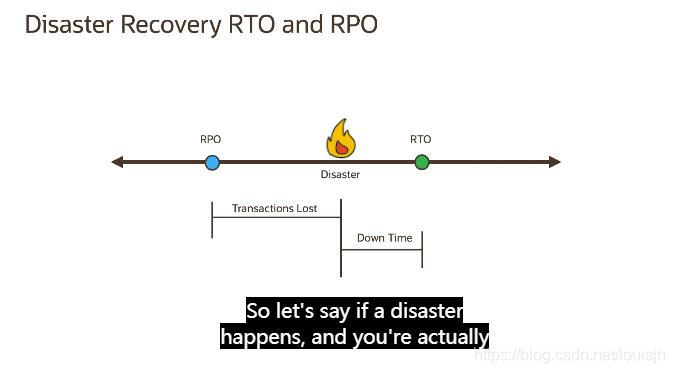 Disaster Recovery RTO and RPO
RPO
RTO
Disaster
Transactions Lost
Down Time
So let's say if a disaster
happens, and you're actually
https://blog.csdn.net/louisjh